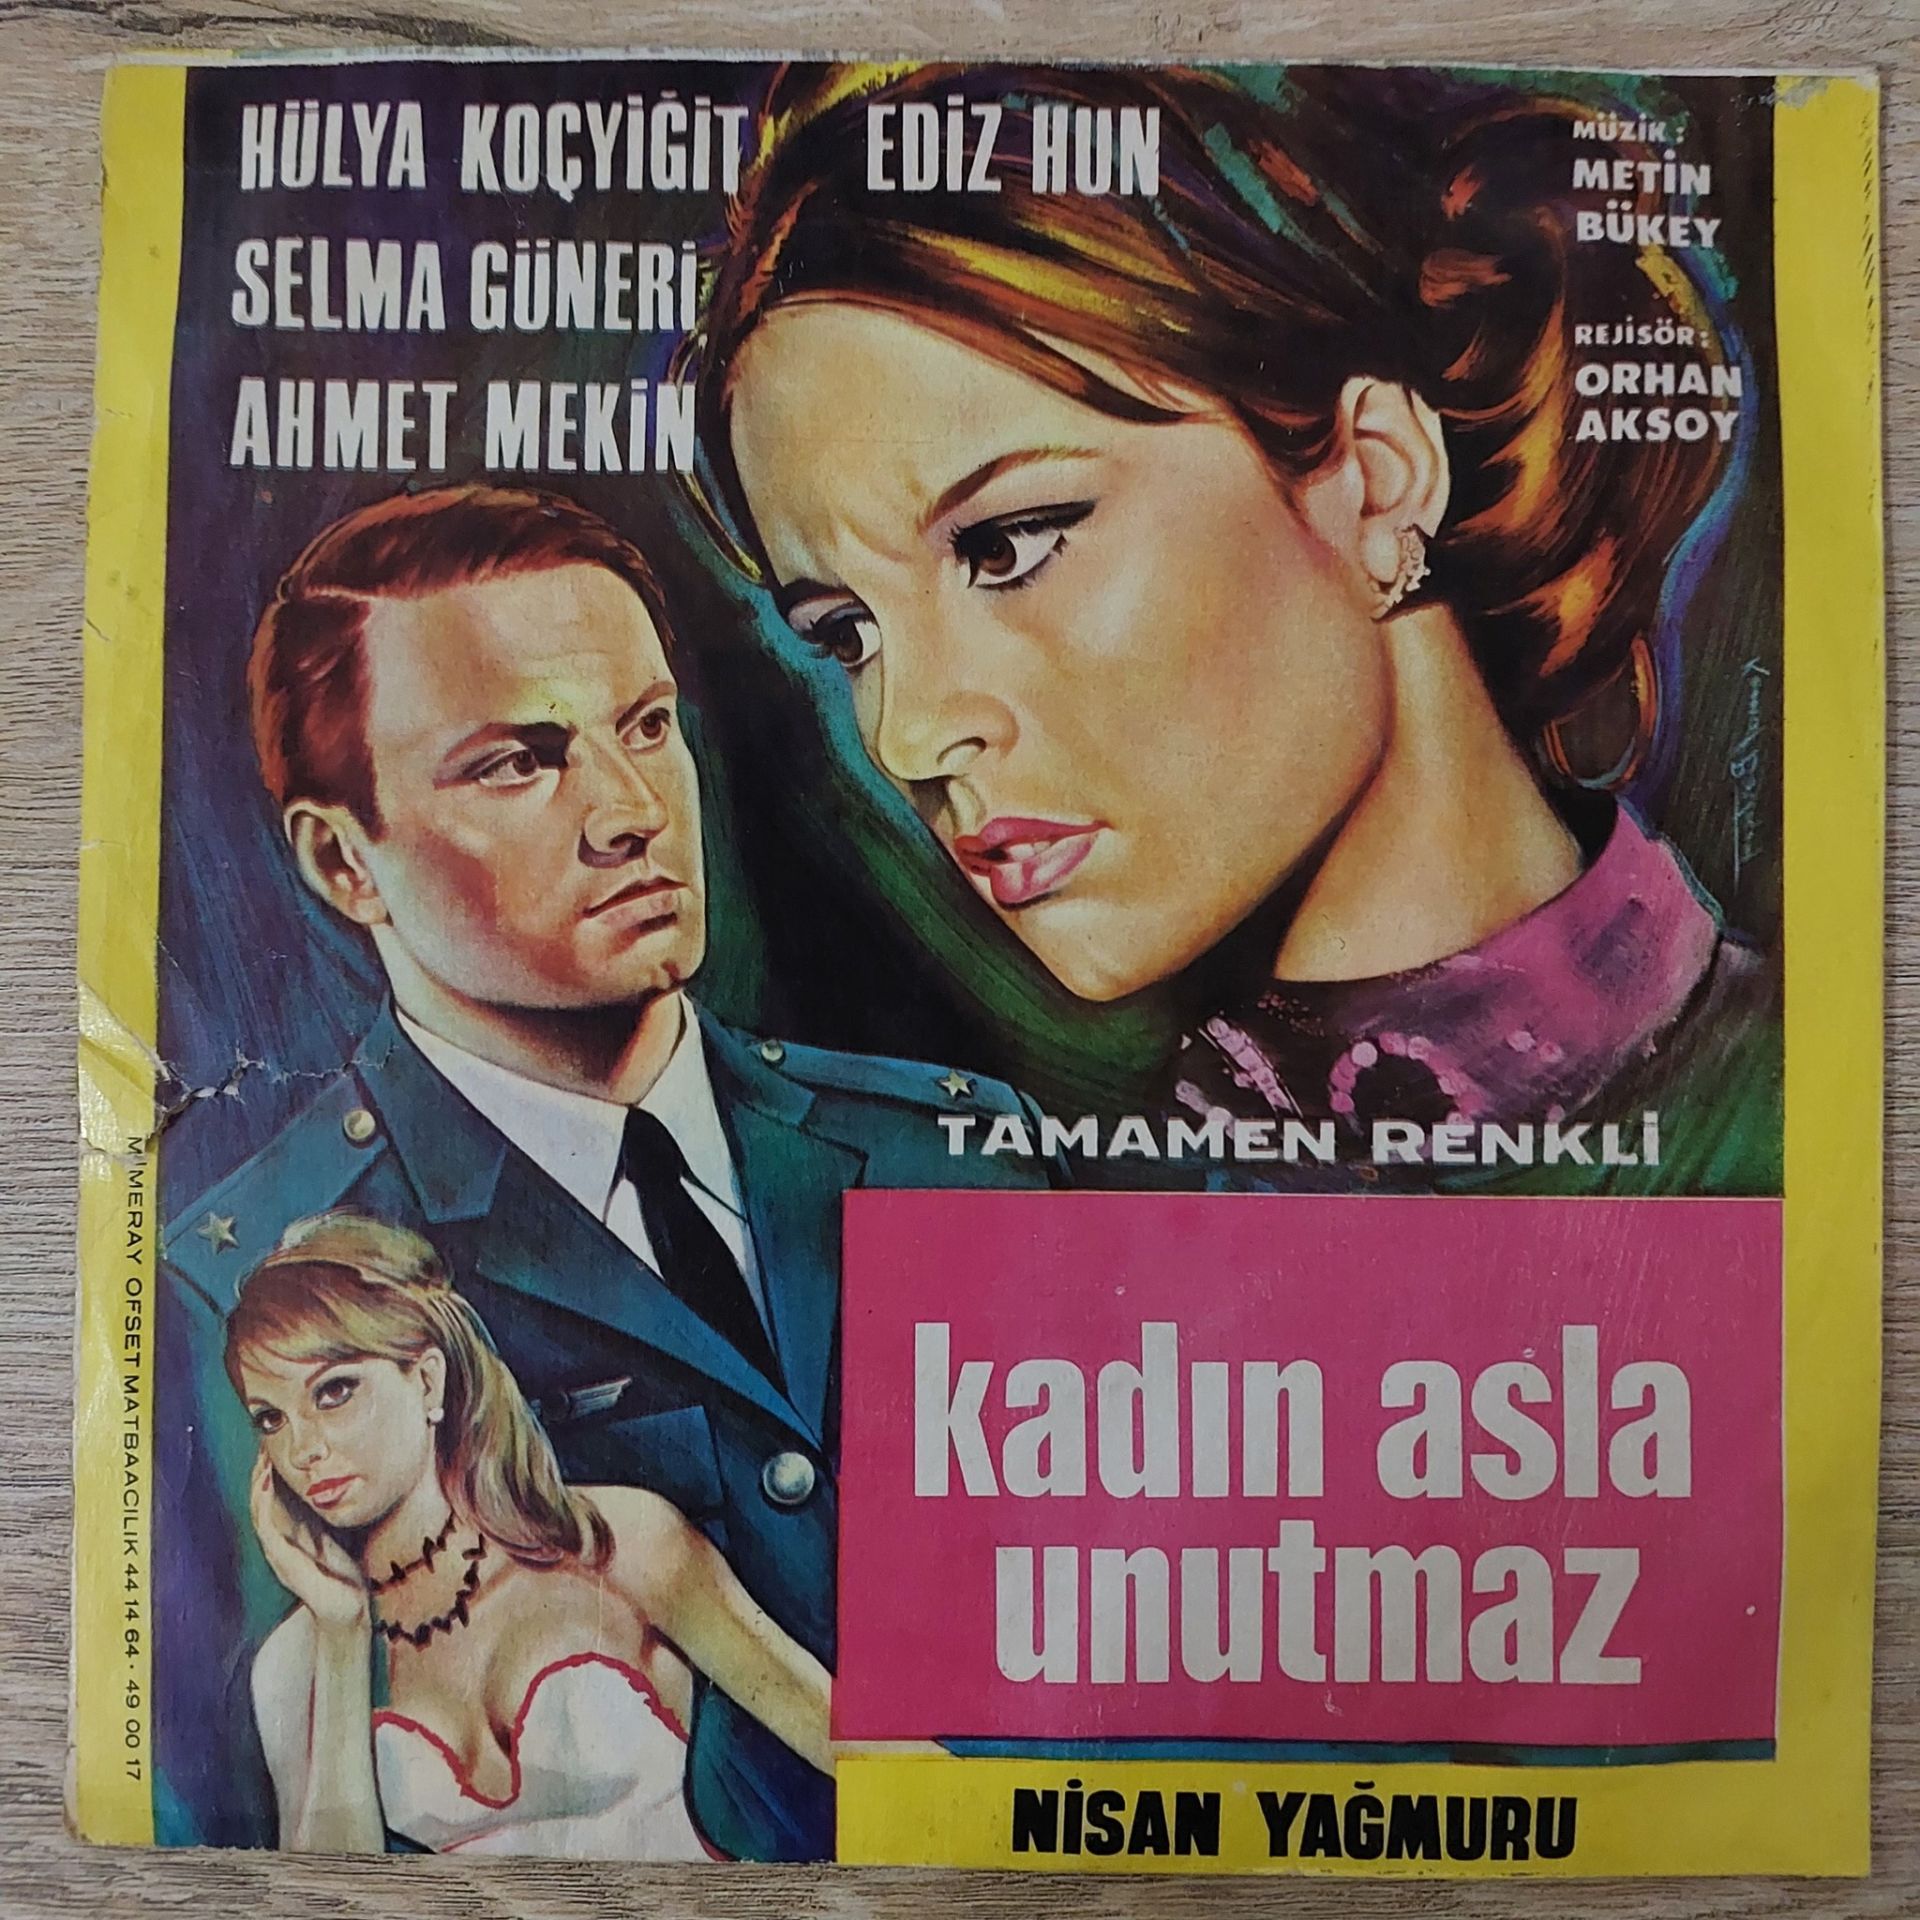 HÜLYA KOÇYİĞİT EDİZ HUN
SELMA GÜNERİ
AHMET MEKİN
MÜZİK:
METİN
BÜKEY
REJİSÖR:
ORHAN
AKSOY
TAMAMEN RENKLİ
kadın asla
unutmaz
NİSAN YAĞMURU
M'MERAY OFSET MATBAACILIK 44 14 64 · 49 00 17